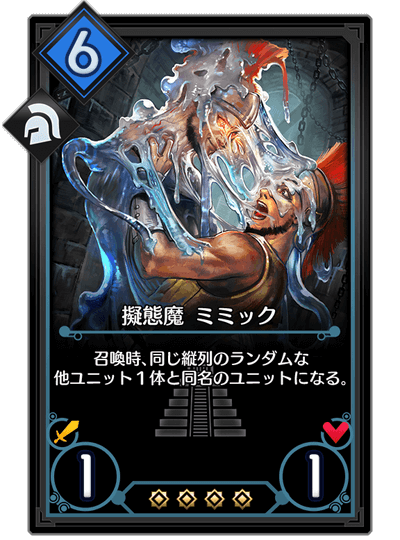 6
擬態魔 ミミック
召喚時、同じ縦列のランダムな
他ユニット１体と同名のユニットになる。
1 1